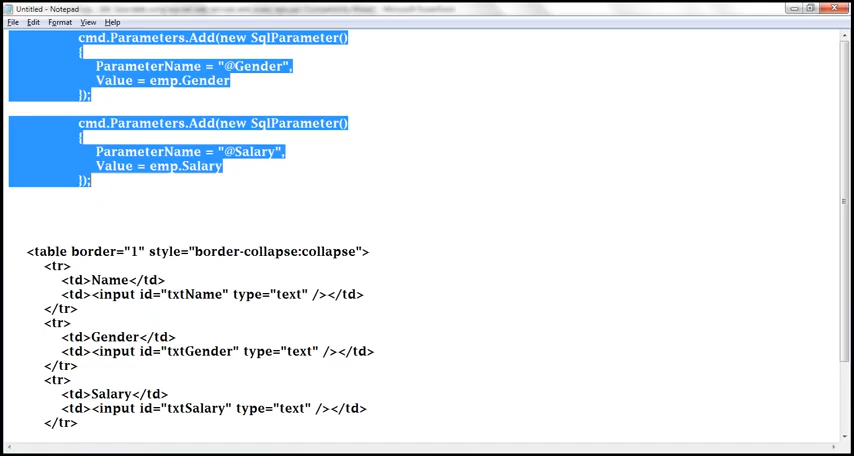 Untitled - Notepad
File Edit Format View Help
cmd.Parameters.Add(new SqlParameter()
{
ParameterName = "@Gender",
Value = emp.Gender
});
cmd.Parameters.Add(new SqlParameter()
{
ParameterName = "@Salary",
Value = emp.Salary
});
<table border="1" style="border-collapse:collapse">
<tr>
<td>Name</td>
<td><input id="txtName" type="text" /></td>
</tr>
<tr>
<td>Gender</td>
<td><input id="txtGender" type="text" /></td>
</tr>
<tr>
<td>Salary</td>
<td><input id="txtSalary" type="text" /></td>
</tr>